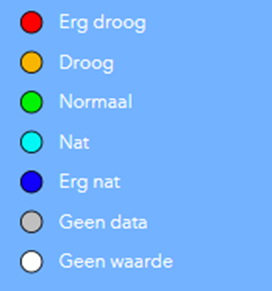 Erg droog
Droog
Normaal
Nat
Erg nat
Geen data
Geen waarde